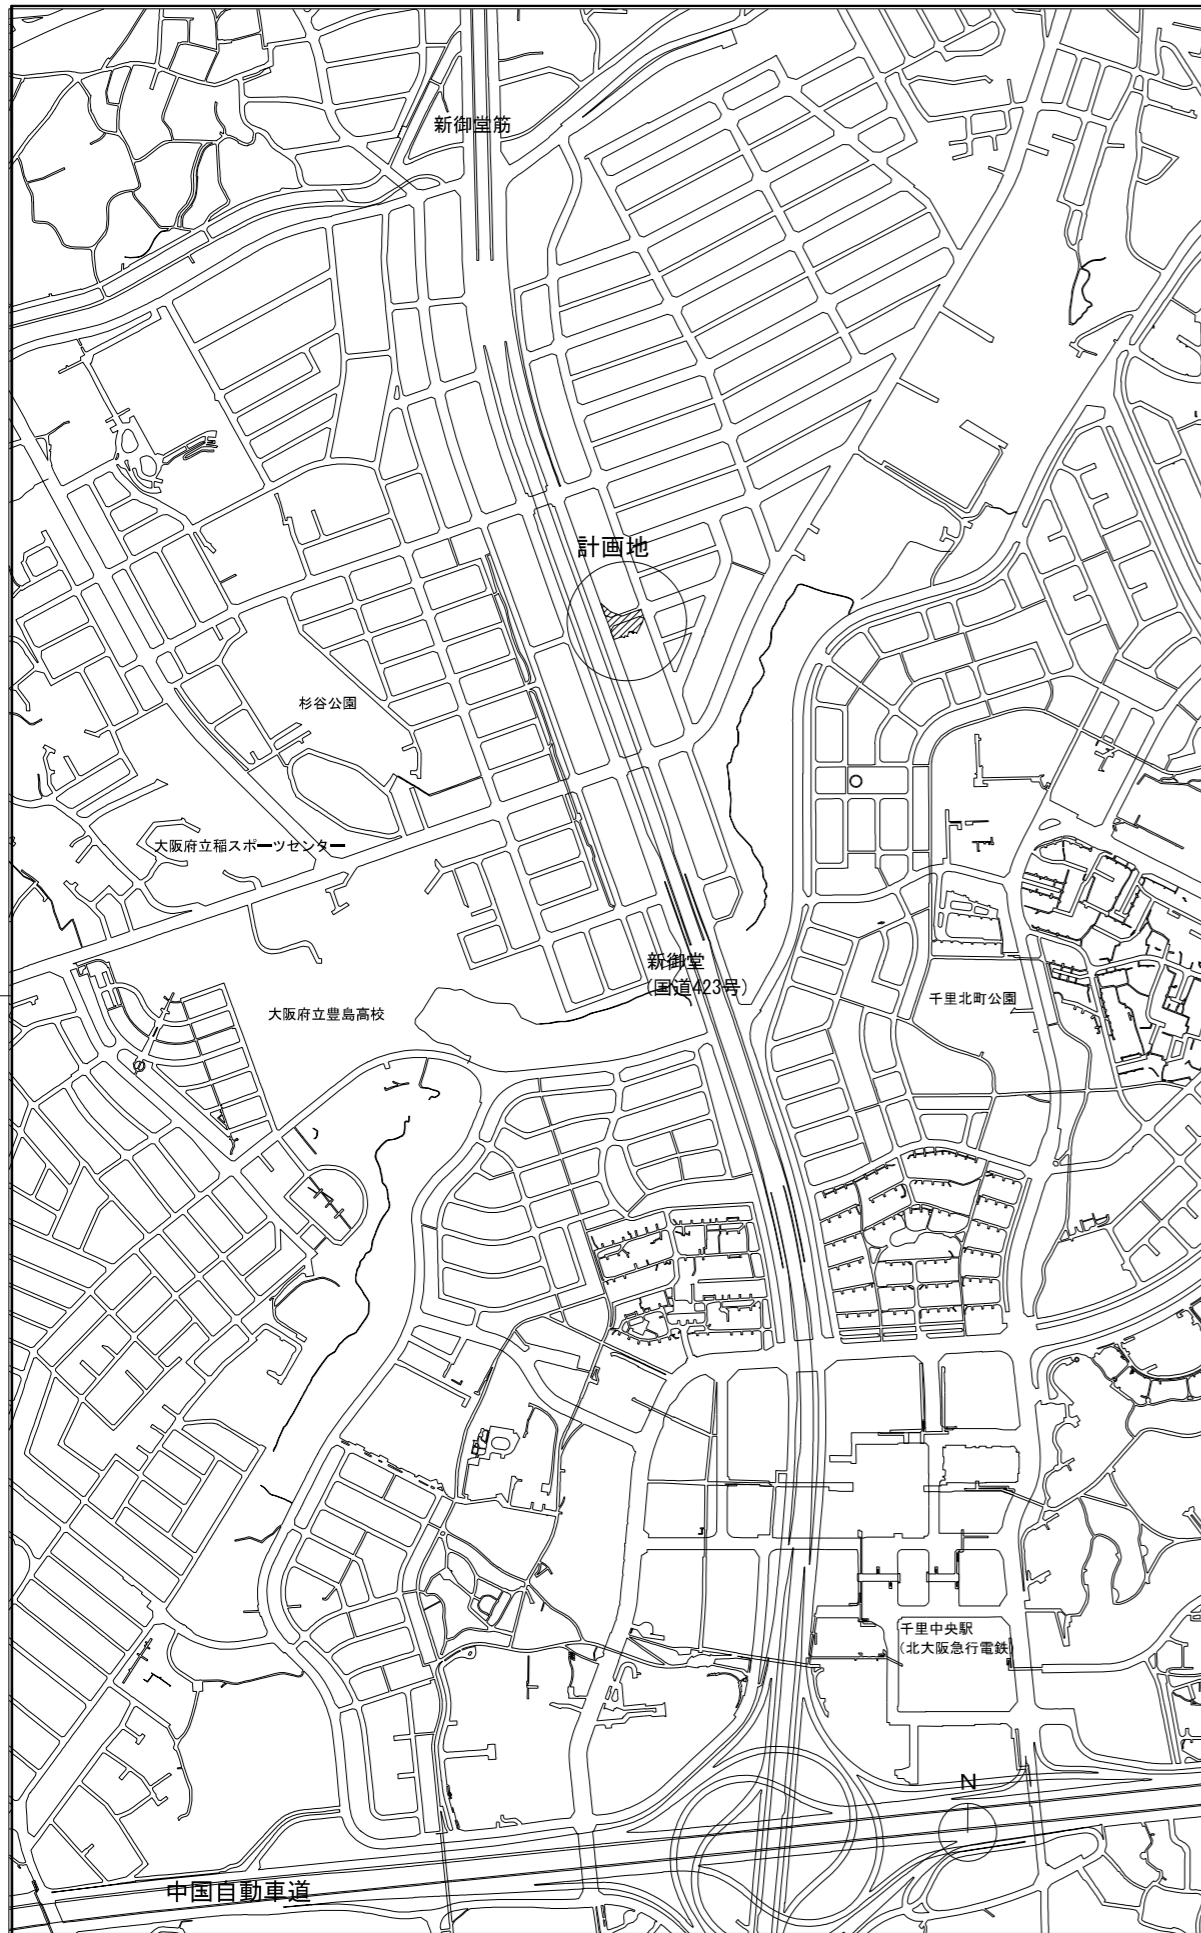 新御堂筋
計画地
杉谷公園
大阪府立稲スポーツセンター
新御堂
(国道423号)
千里北町公園
大阪府立豊島高校
千里中央駅
(北大阪急行電鉄)
N
中国自動車道